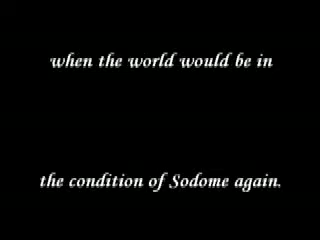 when the world would be in
the condition of Sodome again.